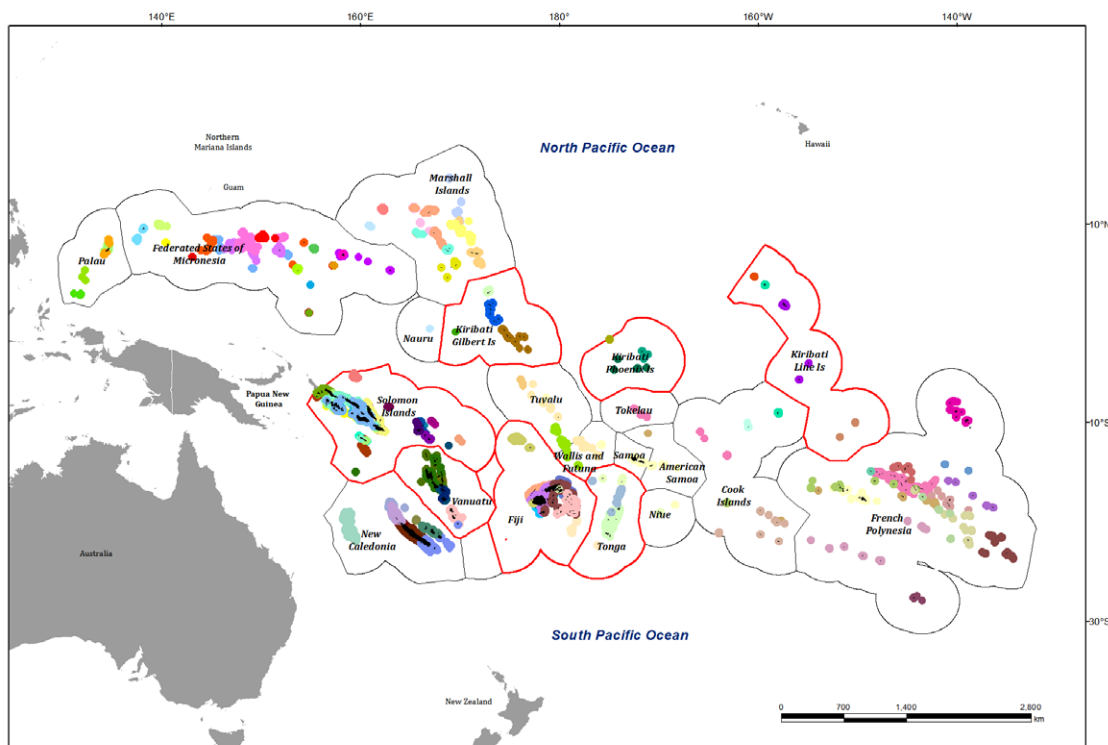 140°E
160°E
180°
160°W
140°W
Northern
Mariana Islands
Hawaii
North Pacific Ocean
Marshall
Islands
Guam
10°N
Federated States of
Micronesia
Palau
Nauru
Kiribati
Gilbert Is
Kiribati
Phoenix Is
Kiribati
Line Is
Papua New
Guinea
Solomon
Islands
Tuvalu
Tokelau
10°S
Wallis and
Futuna
Samoa
American
Samoa
Vanuatu
Fiji
Cook
Islands
Niue
French
Polynesia
New
Caledonia
Tonga
Australia
30°S
South Pacific Ocean
New Zealand
0
700
1,400
2,800
km